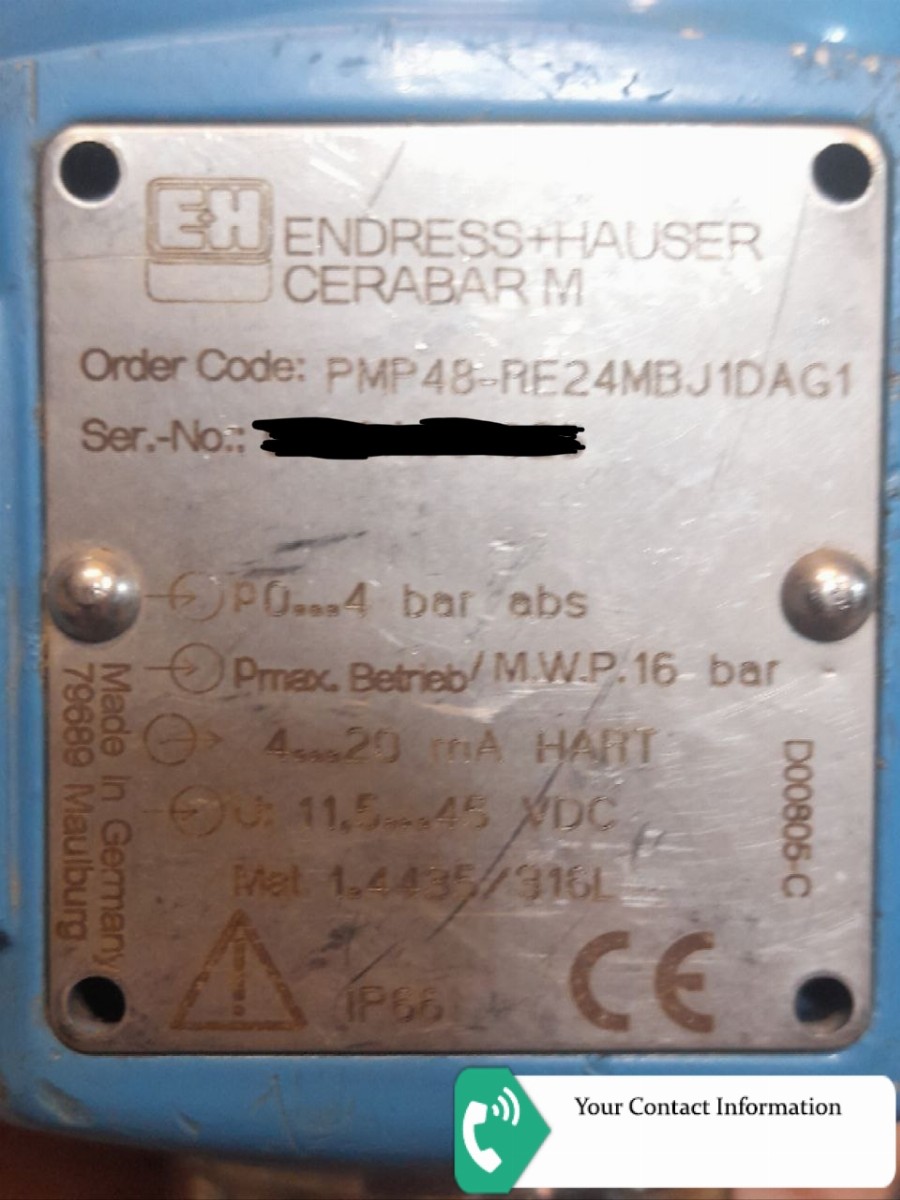 E+H
ENDRESS+HAUSER
CERABAR M
Order Code: PMP48-RE24MBJ1DAG1
Ser.-No.:
p 0...4 bar abs
pmax. Betrieb/M.W.P. 16 bar
4...20 mA HART
U: 11,5...45 VDC
Mat. 1.4435/316L
IP66
CE
Made in Germany
79689 Maulburg
D00805-C
Your Contact Information